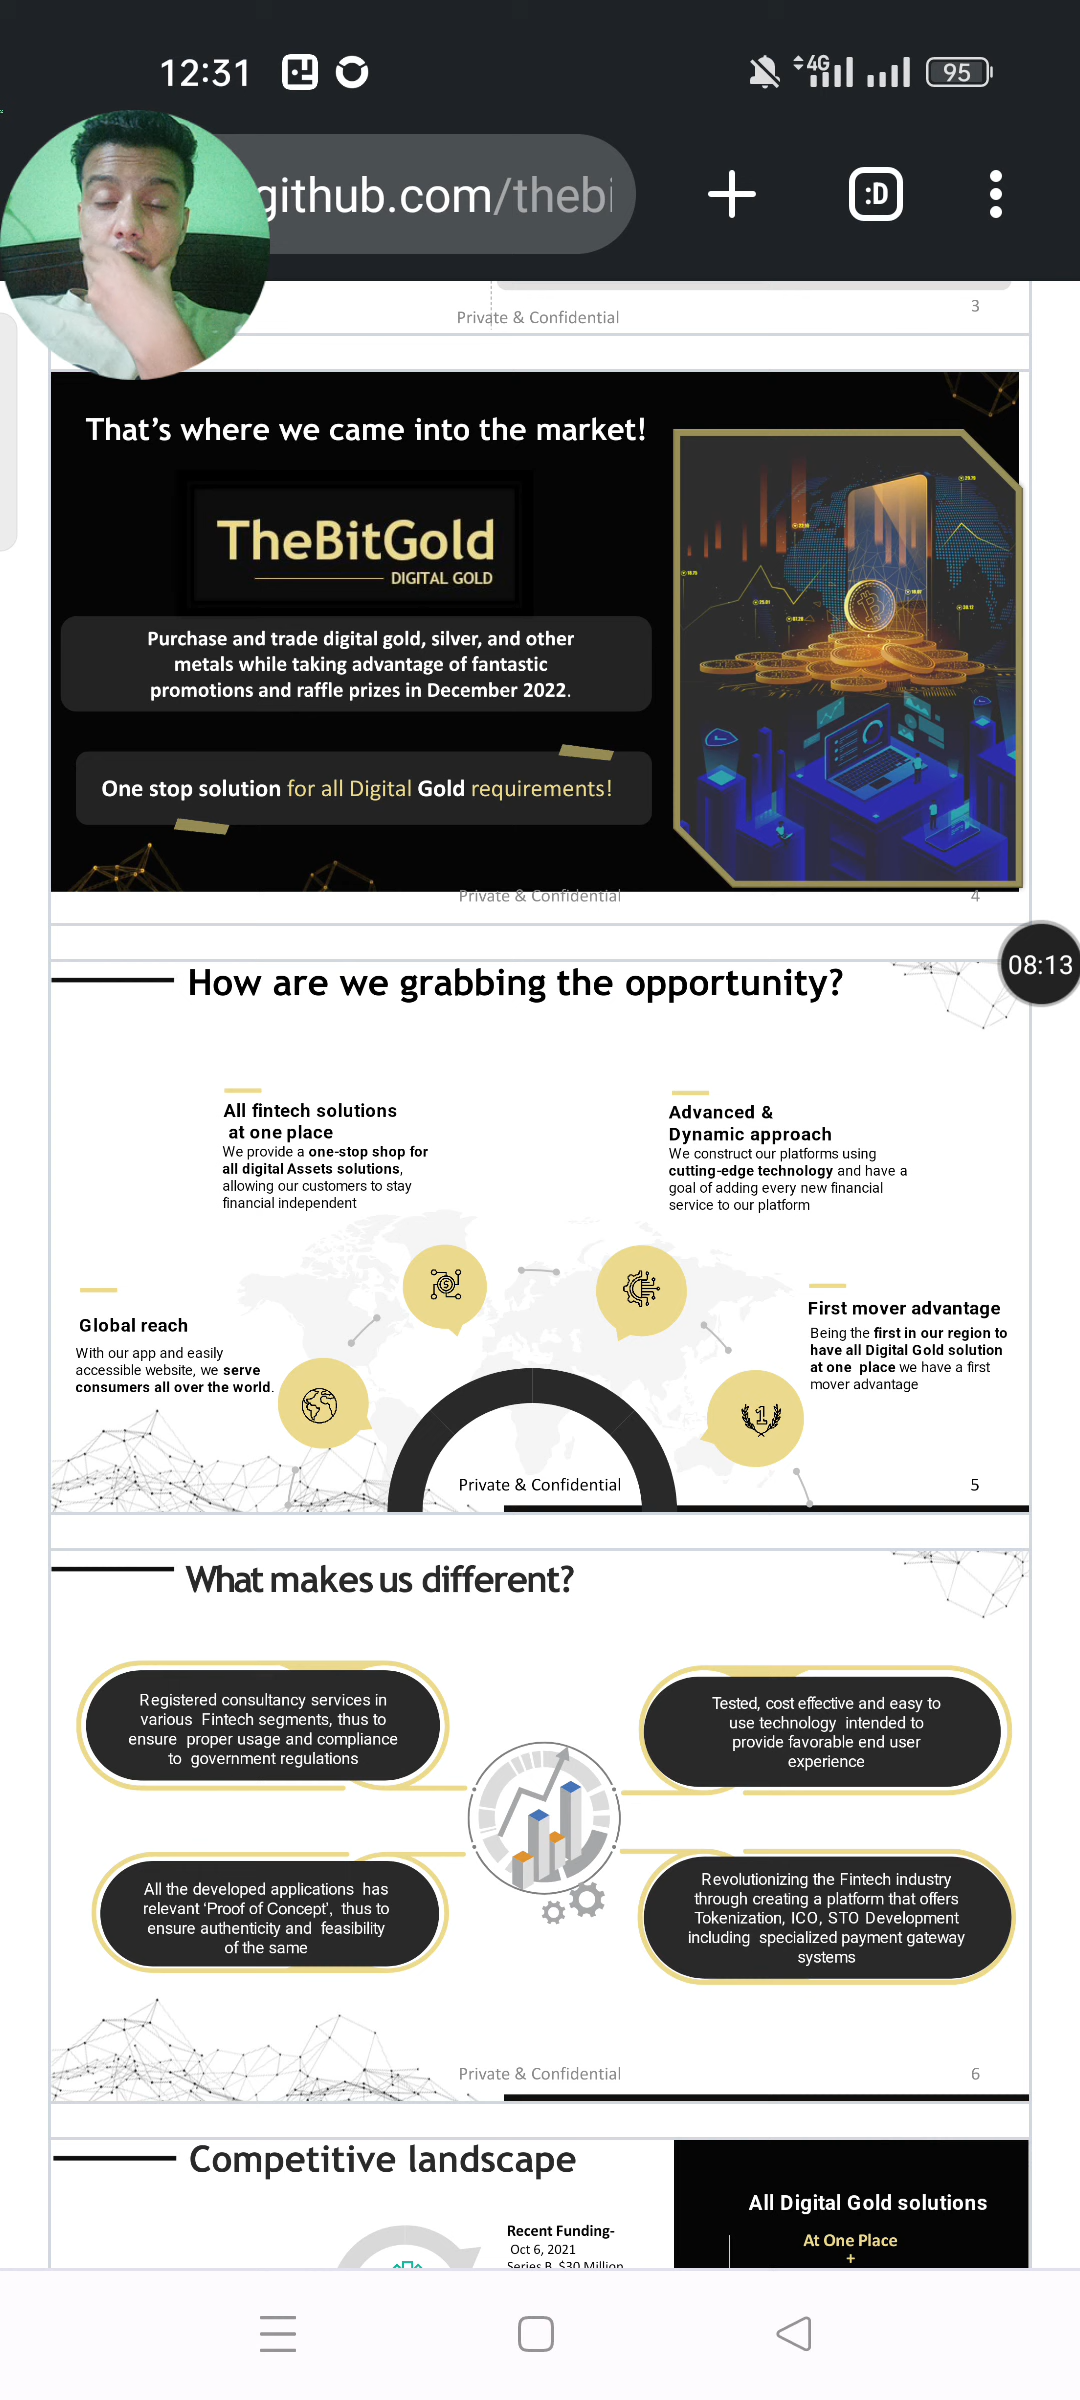 12:31
4G
95
github.com/thebi
:D
Private & Confidential
3
That's where we came into the market!
TheBitGold
DIGITAL GOLD
Purchase and trade digital gold, silver, and other
metals while taking advantage of fantastic
promotions and raffle prizes in December 2022.
One stop solution for all Digital Gold requirements!
Private & Confidential
4
08:13
How are we grabbing the opportunity?
All fintech solutions
at one place
We provide a one-stop shop for
all digital Assets solutions,
allowing our customers to stay
financial independent
Advanced &
Dynamic approach
We construct our platforms using
cutting-edge technology and have a
goal of adding every new financial
service to our platform
Global reach
With our app and easily
accessible website, we serve
consumers all over the world.
First mover advantage
Being the first in our region to
have all Digital Gold solution
at one place we have a first
mover advantage
1
Private & Confidential
5
What makes us different?
Registered consultancy services in
various Fintech segments, thus to
ensure proper usage and compliance
to government regulations
Tested, cost effective and easy to
use technology intended to
provide favorable end user
experience
All the developed applications has
relevant ‘Proof of Concept’, thus to
ensure authenticity and feasibility
of the same
Revolutionizing the Fintech industry
through creating a platform that offers
Tokenization, ICO, STO Development
including specialized payment gateway
systems
Private & Confidential
6
Competitive landscape
Recent Funding-
Oct 6, 2021
Series B, $30 Million
All Digital Gold solutions
At One Place
+